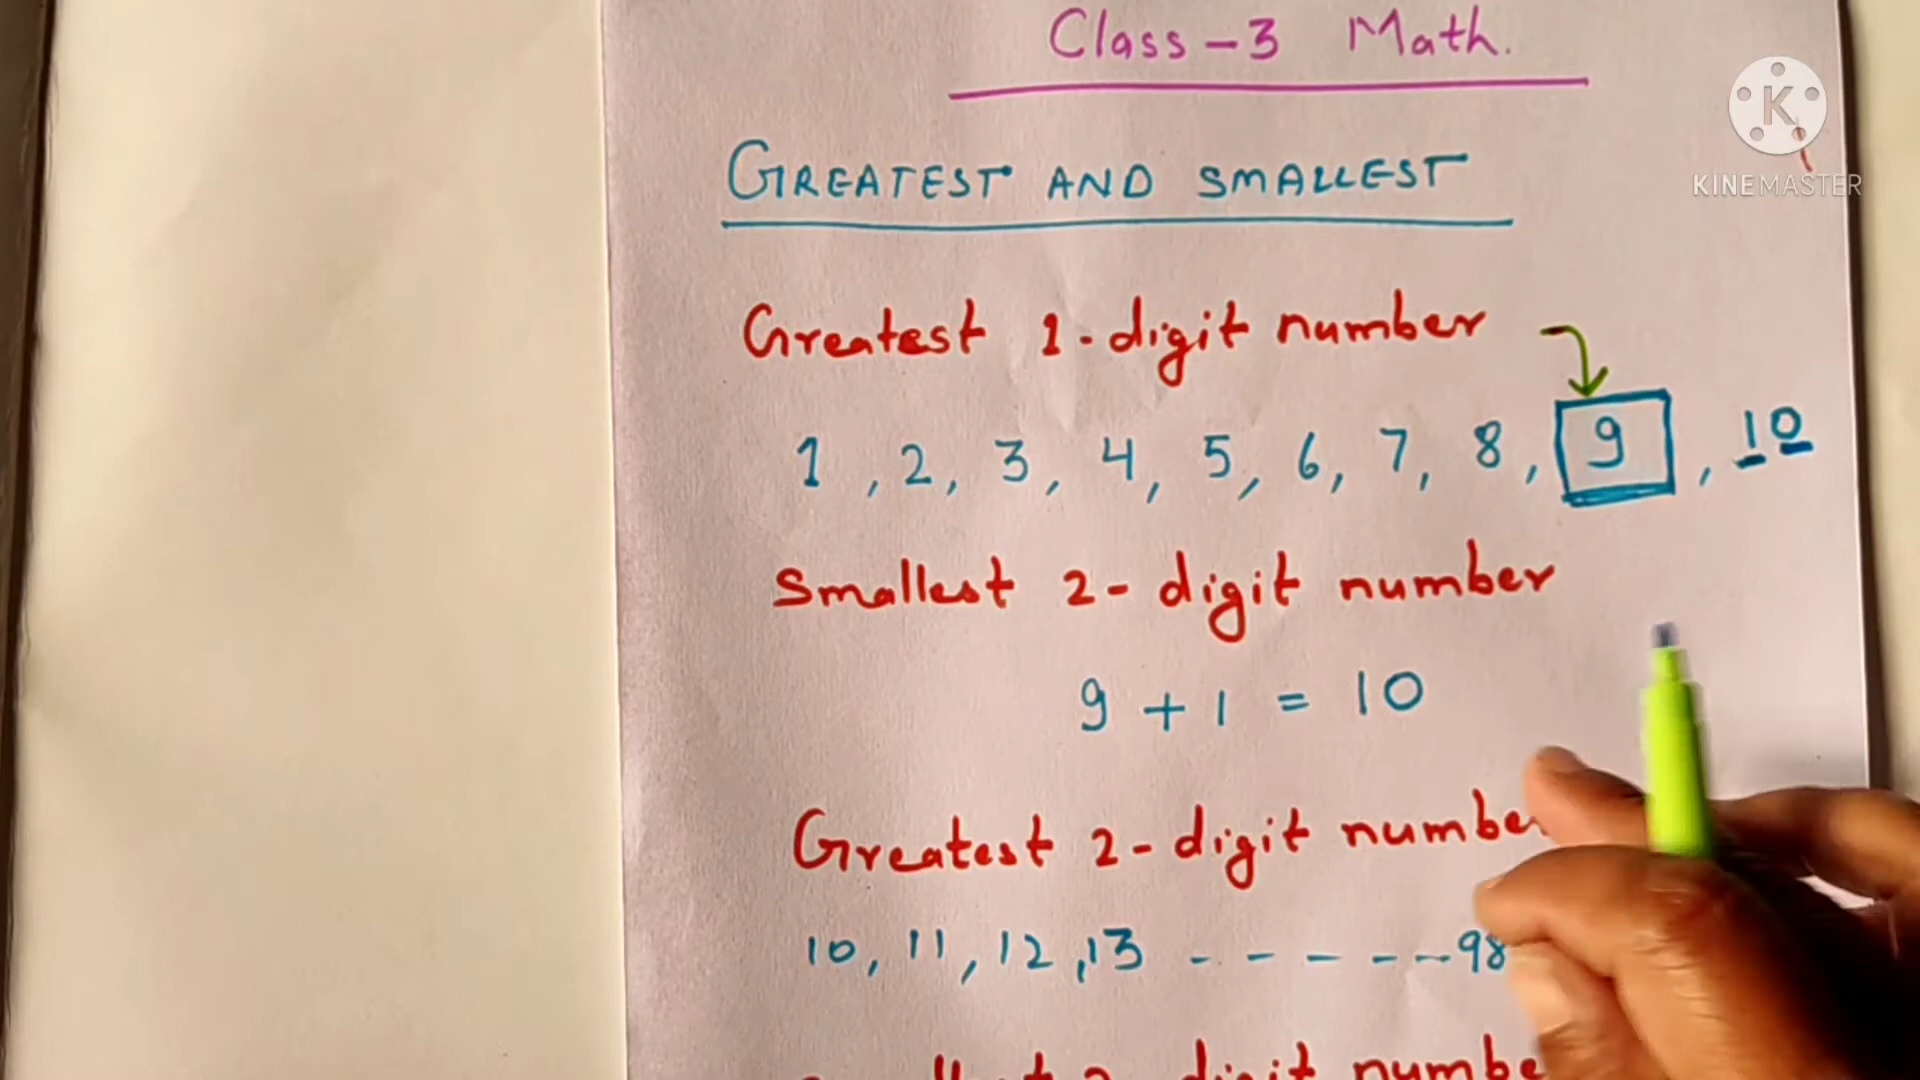 Class - 3 Math.
K
KINEMASTER
GREATEST AND SMALLEST
Greatest 1-digit number
1, 2, 3, 4, 5, 6, 7, 8, 9, 10
Smallest 2-digit number
9 + 1 = 10
Greatest 2-digit number
10, 11, 12, 13 - - - - - 98
digit